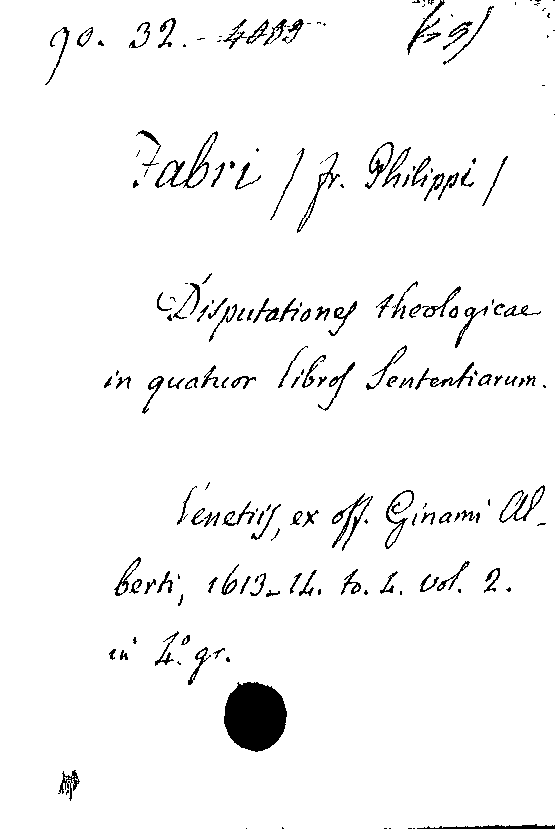 90. 32. - 4009
Fabri / fr. Philippi /
Disputationes theologicae
in quatuor libros Sententiarum.
Venetiis, ex off. Ginami Al-
berti, 1613-14. to. 4. vol. 2.
in 4.° gr.